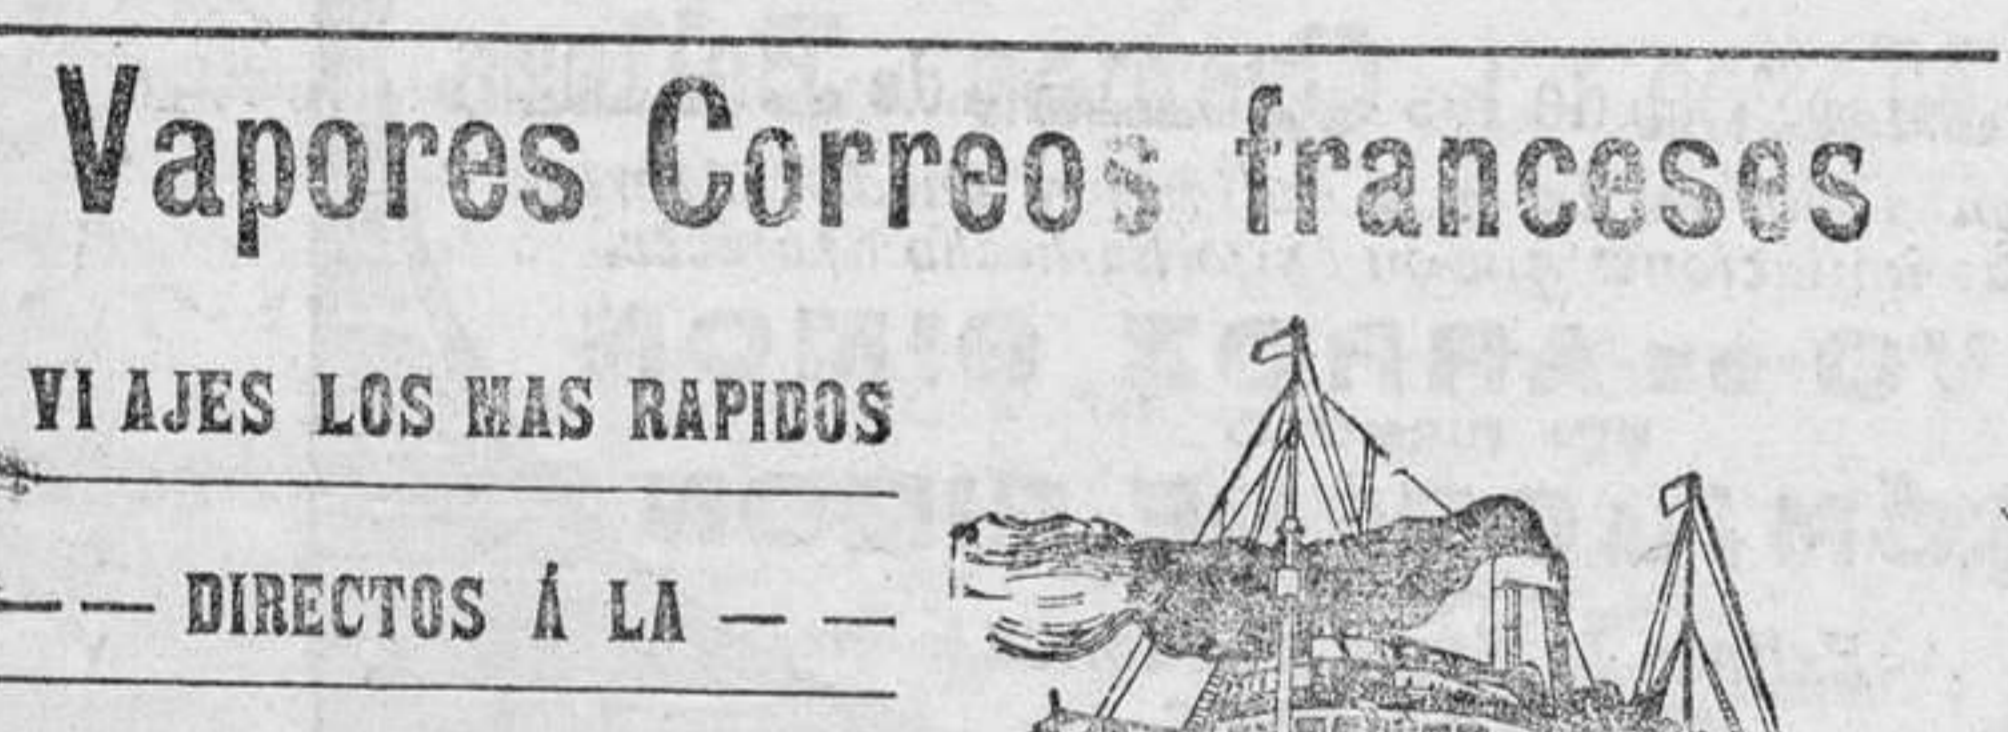 Vapores Correos franceses
VIAJES LOS MAS RAPIDOS
— — DIRECTOS Á LA — —